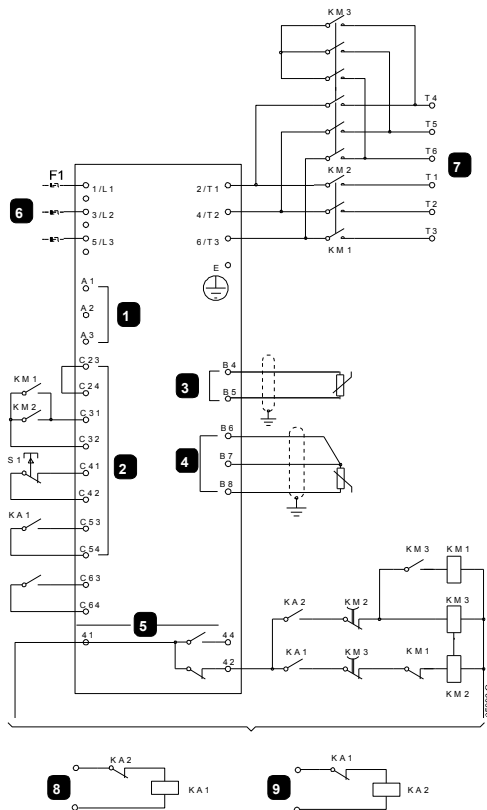 KM3
T4
T5
T6
7
F1
1/L1
2/T1
KM2
T1
6
3/L2
4/T2
T2
5/L3
6/T3
T3
KM1
E
A1
A2
1
A3
C23
B4
KM1
C24
3
B5
KM2
C31
B6
C32
4
B7
S1
C41
2
B8
C42
KA1
C53
C54
KM3
KM1
C63
C64
KA2
KM2
KM3
5
41
44
KA1
KM3
KM1
42
KM2
KA2
KA1
8
KA1
9
KA2